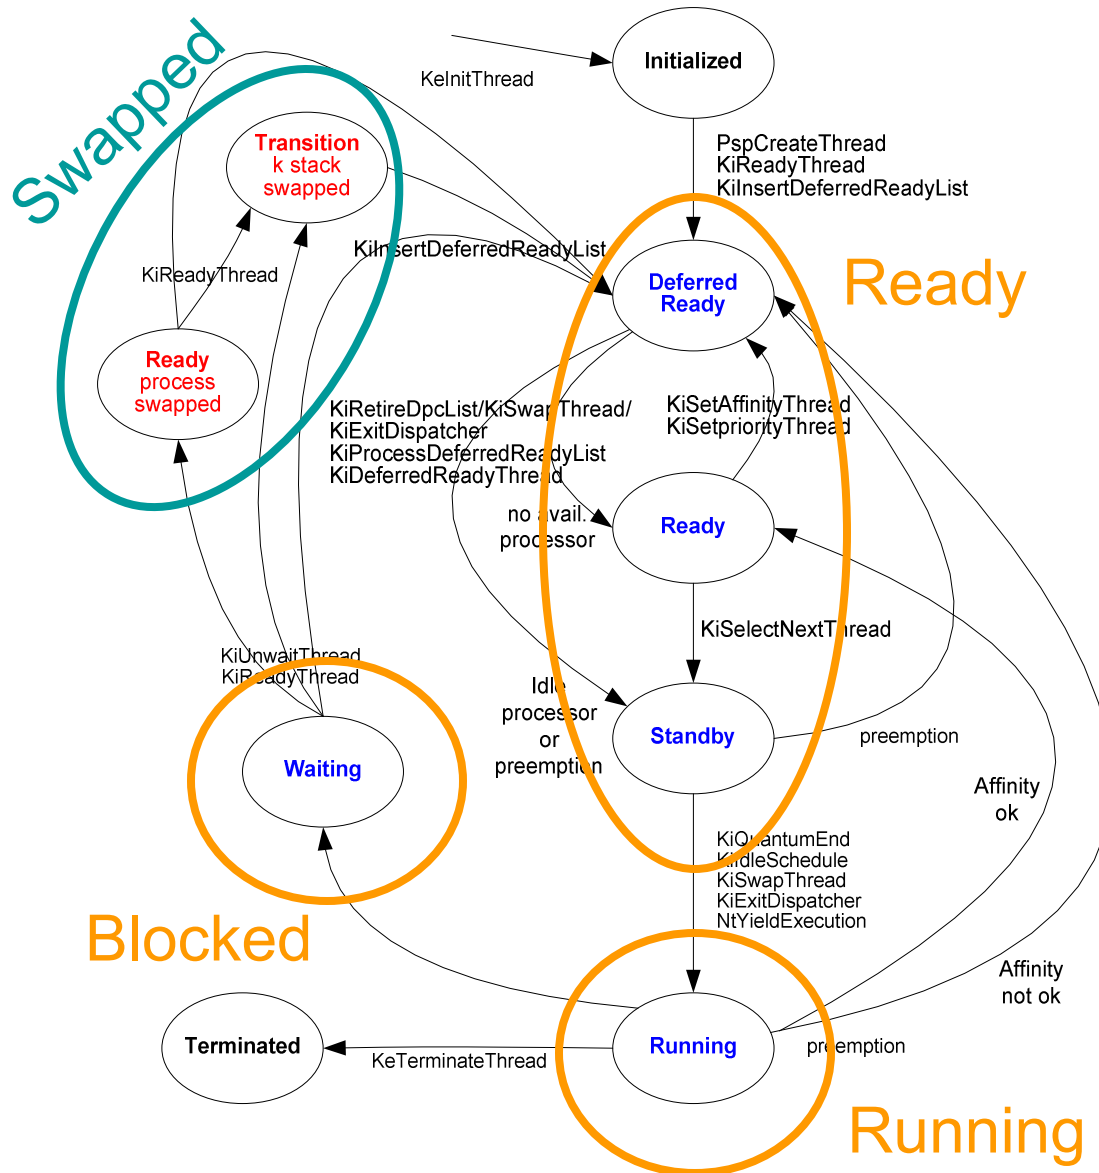 Initialized
KeInitThread
Swapped
Transition
k stack
swapped
PspCreateThread
KiReadyThread
KiInsertDeferredReadyList
KiInsertDeferredReadyList
KiReadyThread
Deferred
Ready
Ready
Ready
process
swapped
KiRetireDpcList/KiSwapThread/
KiExitDispatcher
KiProcessDeferredReadyList
KiDeferredReadyThread
KiSetAffinityThread
KiSetpriorityThread
no avail.
processor
Ready
KiSelectNextThread
KiUnwaitThread
KiReadyThread
Idle
processor
or
preemption
Standby
preemption
Waiting
Affinity
ok
KiQuantumEnd
KiIdleSchedule
KiSwapThread
KiExitDispatcher
NtYieldExecution
Blocked
Affinity
not ok
Terminated
KeTerminateThread
Running
preemption
Running